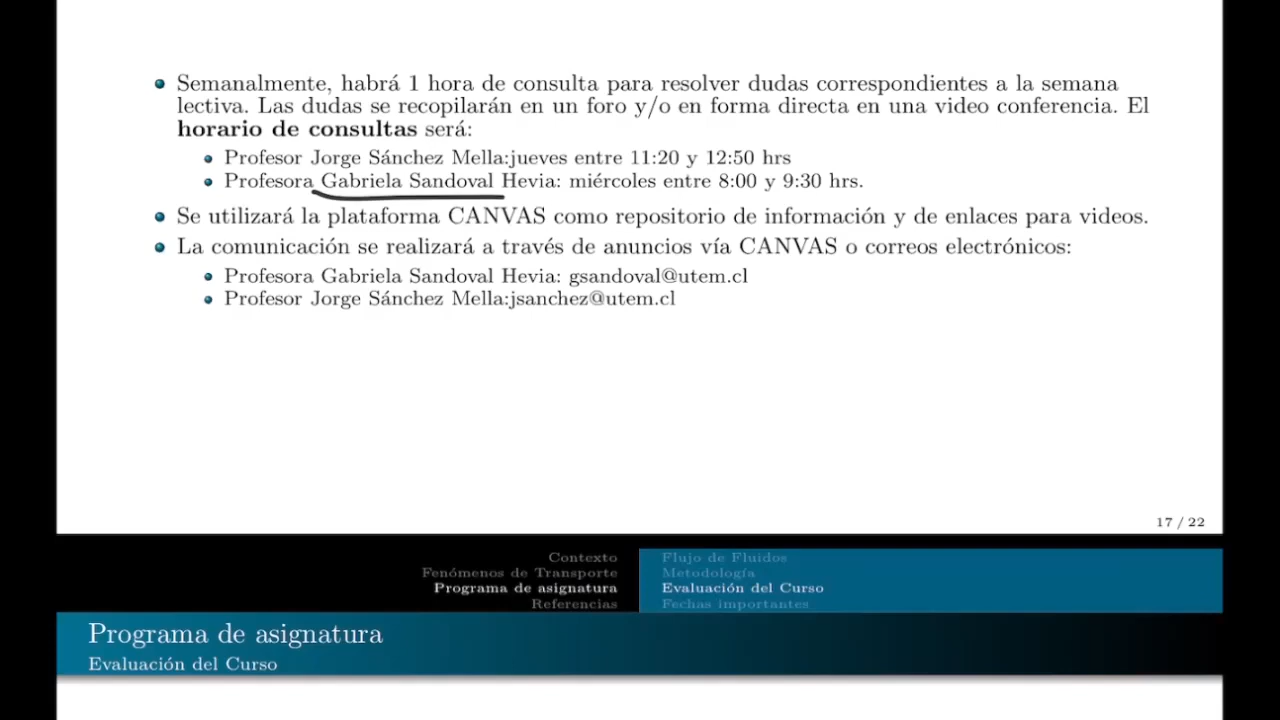 Semanalmente, habrá 1 hora de consulta para resolver dudas correspondientes a la semana
lectiva. Las dudas se recopilarán en un foro y/o en forma directa en una video conferencia. El
horario de consultas será:
Profesor Jorge Sánchez Mella:jueves entre 11:20 y 12:50 hrs
Profesora Gabriela Sandoval Hevia: miércoles entre 8:00 y 9:30 hrs.
Se utilizará la plataforma CANVAS como repositorio de información y de enlaces para videos.
La comunicación se realizará a través de anuncios vía CANVAS o correos electrónicos:
Profesora Gabriela Sandoval Hevia: gsandoval@utem.cl
Profesor Jorge Sánchez Mella:jsanchez@utem.cl
17 / 22
Contexto
Fenómenos de Transporte
Programa de asignatura
Referencias
Flujo de Fluidos
Metodología
Evaluación del Curso
Fechas importantes
Programa de asignatura
Evaluación del Curso